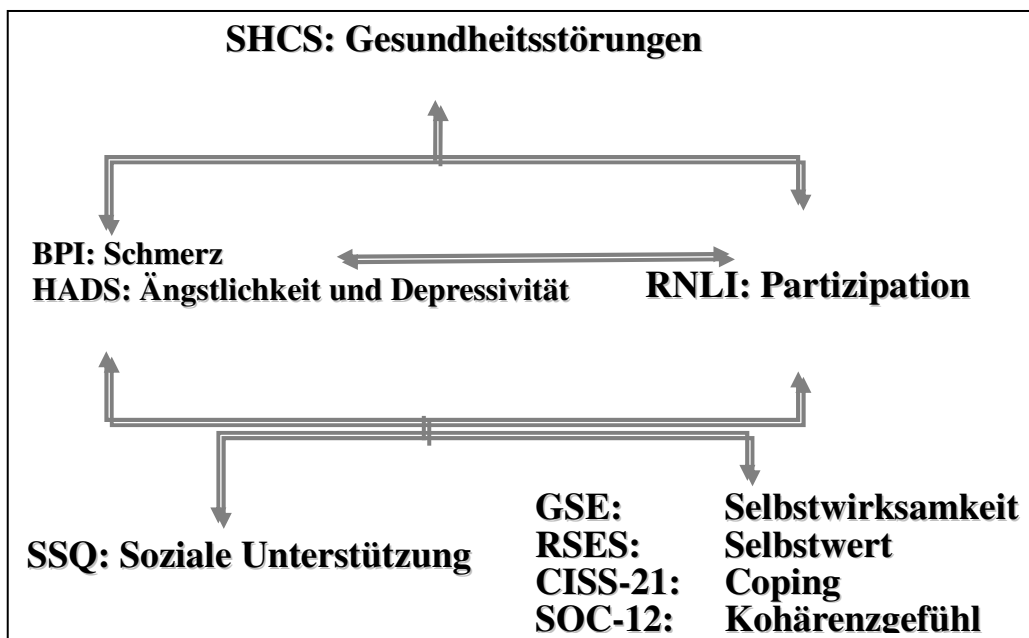 SHCS: Gesundheitsstörungen
BPI: Schmerz
HADS: Ängstlichkeit und Depressivität
RNLI: Partizipation
SSQ: Soziale Unterstützung
GSE: Selbstwirksamkeit
RSES: Selbstwert
CISS-21: Coping
SOC-12: Kohärenzgefühl